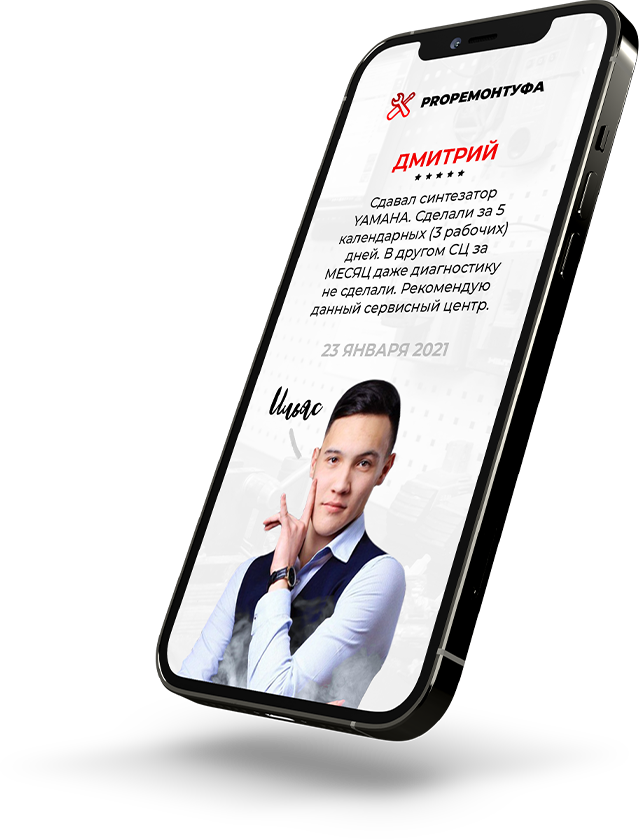 PROРЕМОНТУФА
ДМИТРИЙ
Сдавал синтезатор
YAMAHA. Сделали за 5
календарных (3 рабочих)
дней. В другом СЦ за
МЕСЯЦ даже диагностику
не сделали. Рекомендую
данный сервисный центр.
23 ЯНВАРЯ 2021
Ильяс